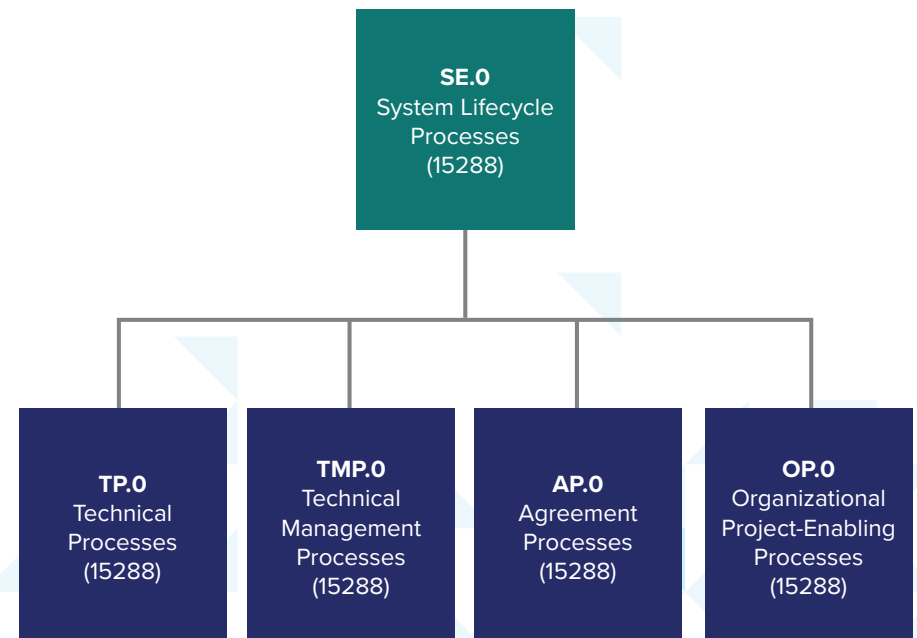 SE.0
System Lifecycle
Processes
(15288)
TP.0
Technical
Processes
(15288)
TMP.0
Technical
Management
Processes
(15288)
AP.0
Agreement
Processes
(15288)
OP.0
Organizational
Project-Enabling
Processes
(15288)